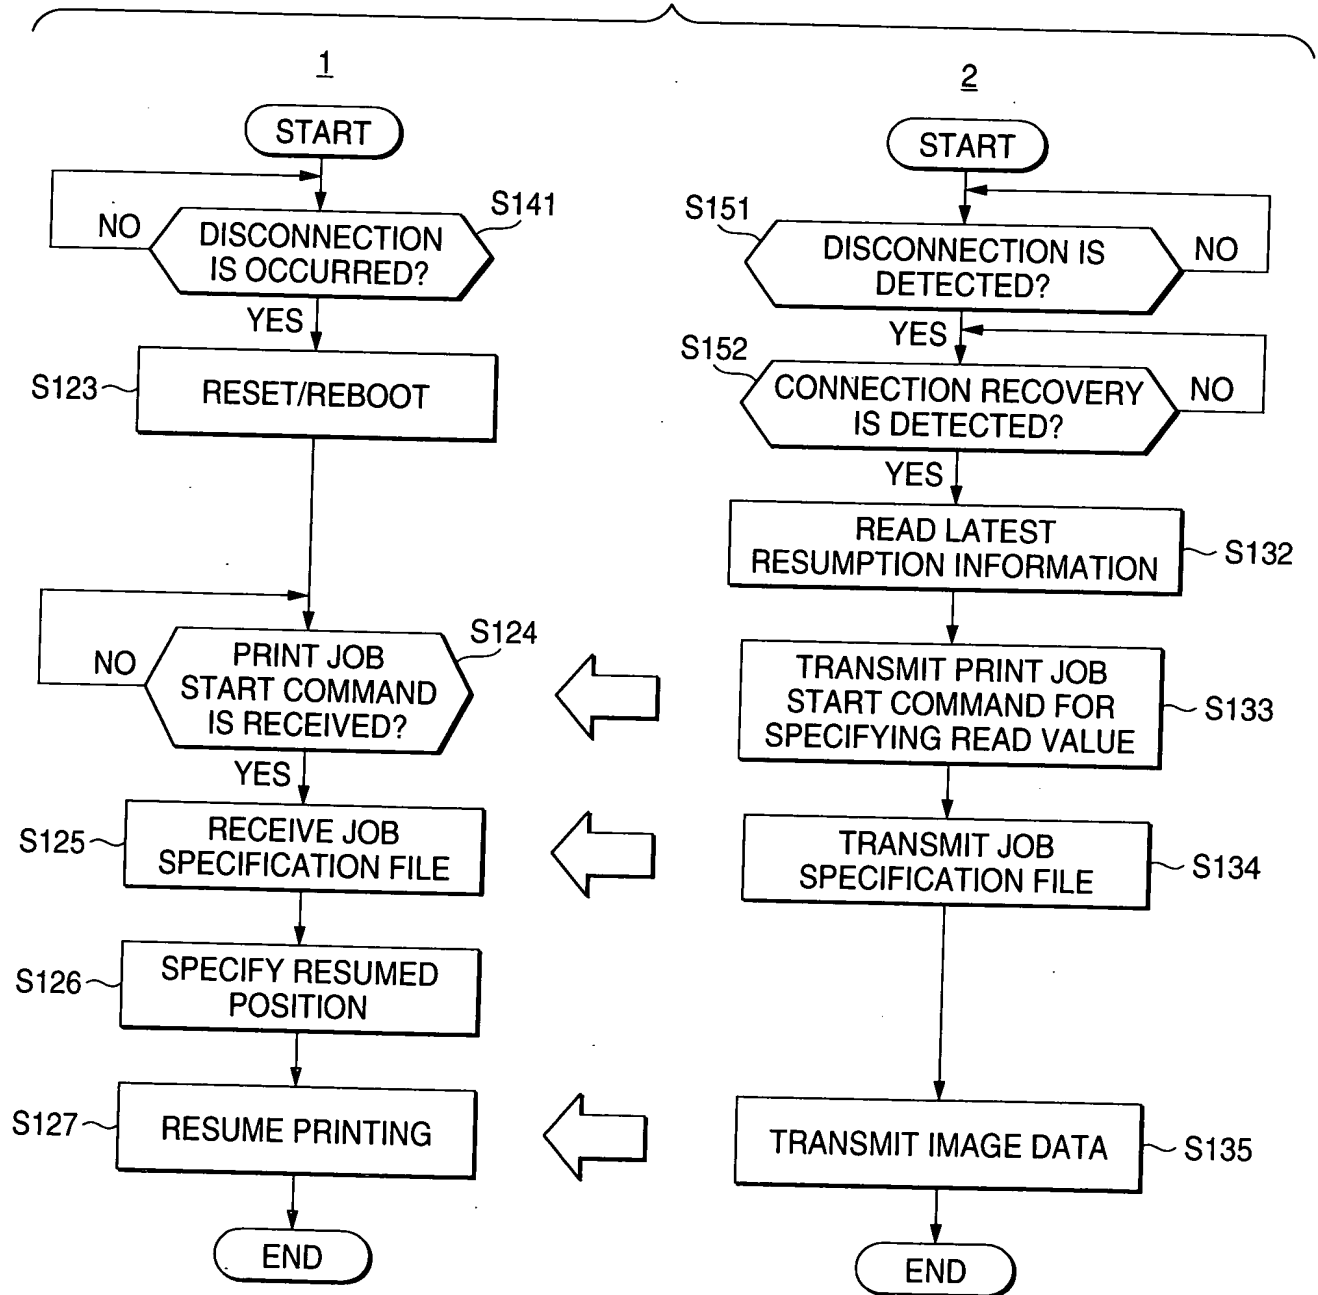 1
START
NO
S141
DISCONNECTION
IS OCCURRED?
YES
S123
RESET/REBOOT
NO
S124
PRINT JOB
START COMMAND
IS RECEIVED?
YES
S125
RECEIVE JOB
SPECIFICATION FILE
S126
SPECIFY RESUMED
POSITION
S127
RESUME PRINTING
END
2
START
S151
DISCONNECTION IS
DETECTED?
NO
YES
S152
CONNECTION RECOVERY
IS DETECTED?
NO
YES
READ LATEST
RESUMPTION INFORMATION
S132
TRANSMIT PRINT JOB
START COMMAND FOR
SPECIFYING READ VALUE
S133
TRANSMIT JOB
SPECIFICATION FILE
S134
TRANSMIT IMAGE DATA
S135
END